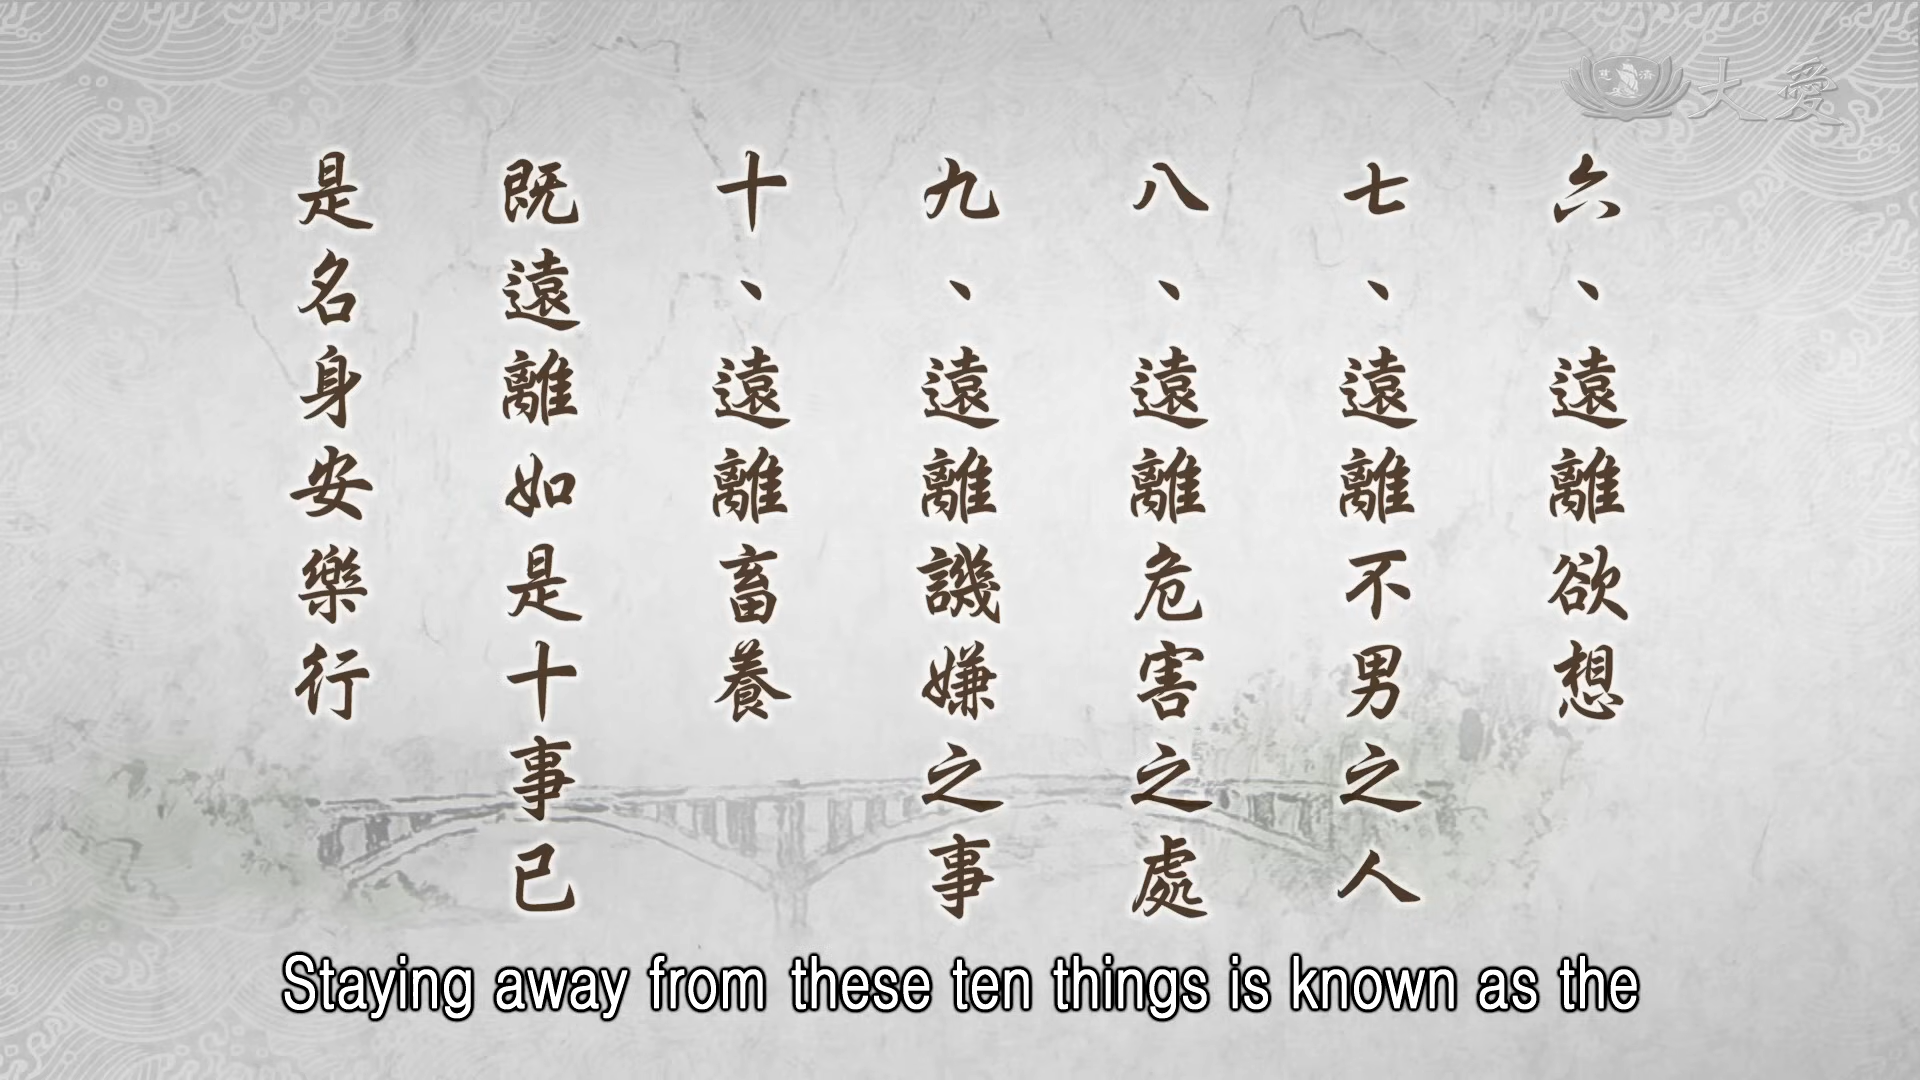 大愛
六、遠離欲想
七、遠離不男之人
八、遠離危害之處
九、遠離譏嫌之事
十、遠離畜養
既遠離如是十事已
是名身安樂行
Staying away from these ten things is known as the